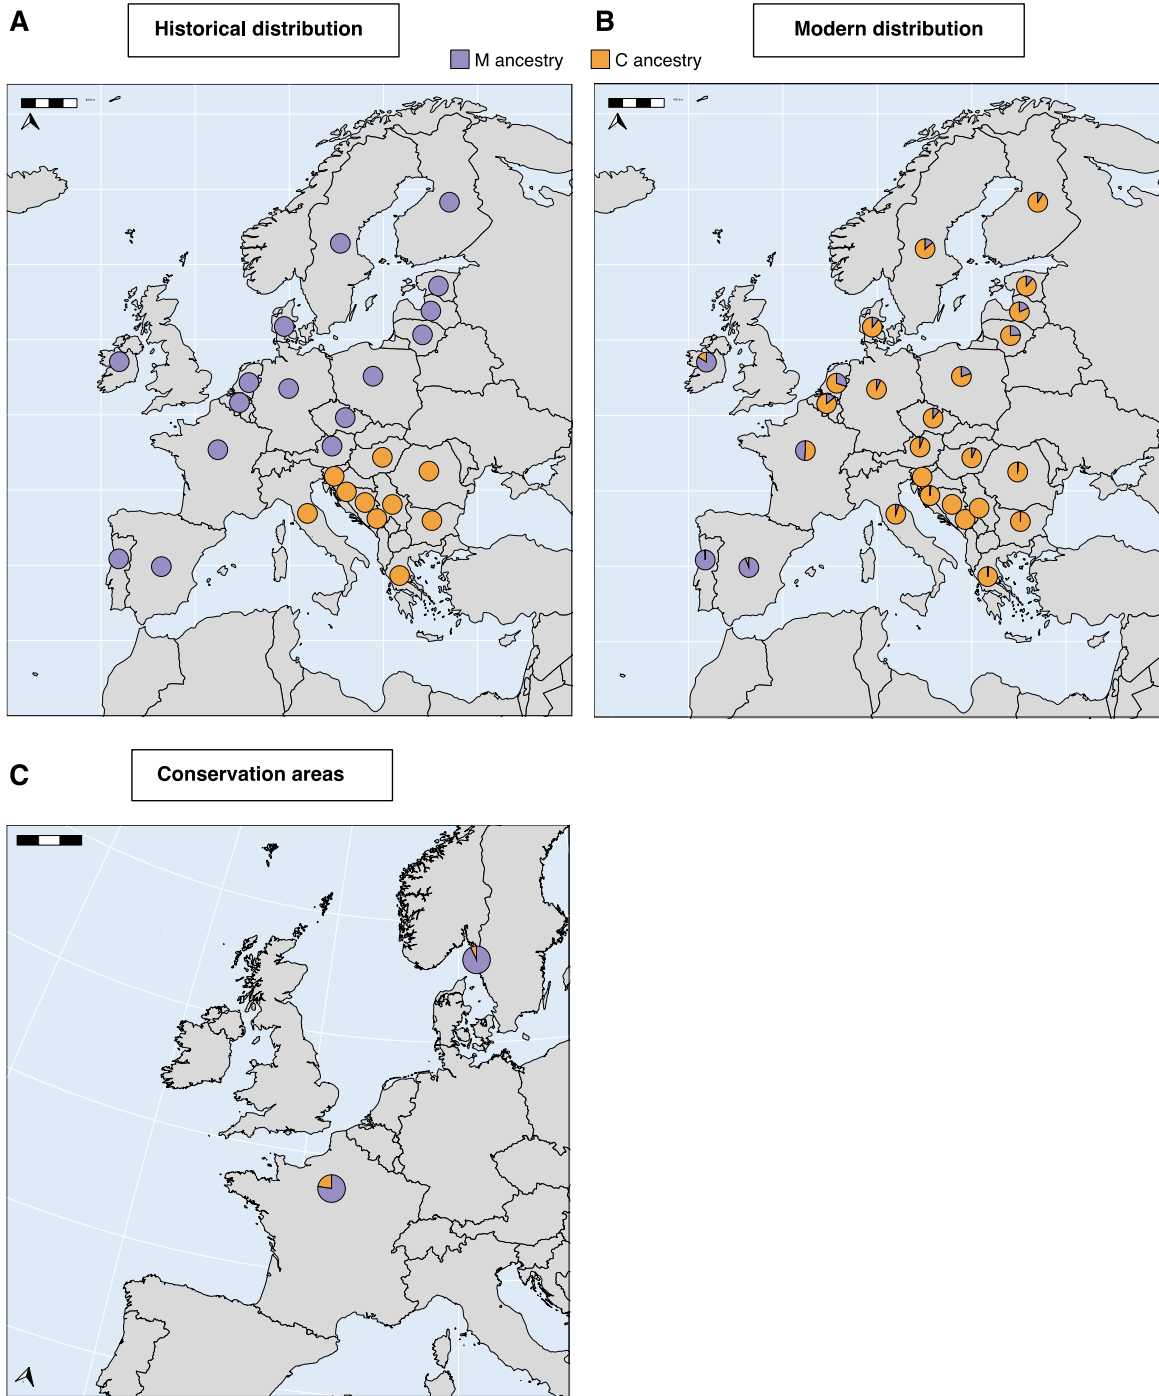 A
Historical distribution
B
Modern distribution
M ancestry
C ancestry
C
Conservation areas